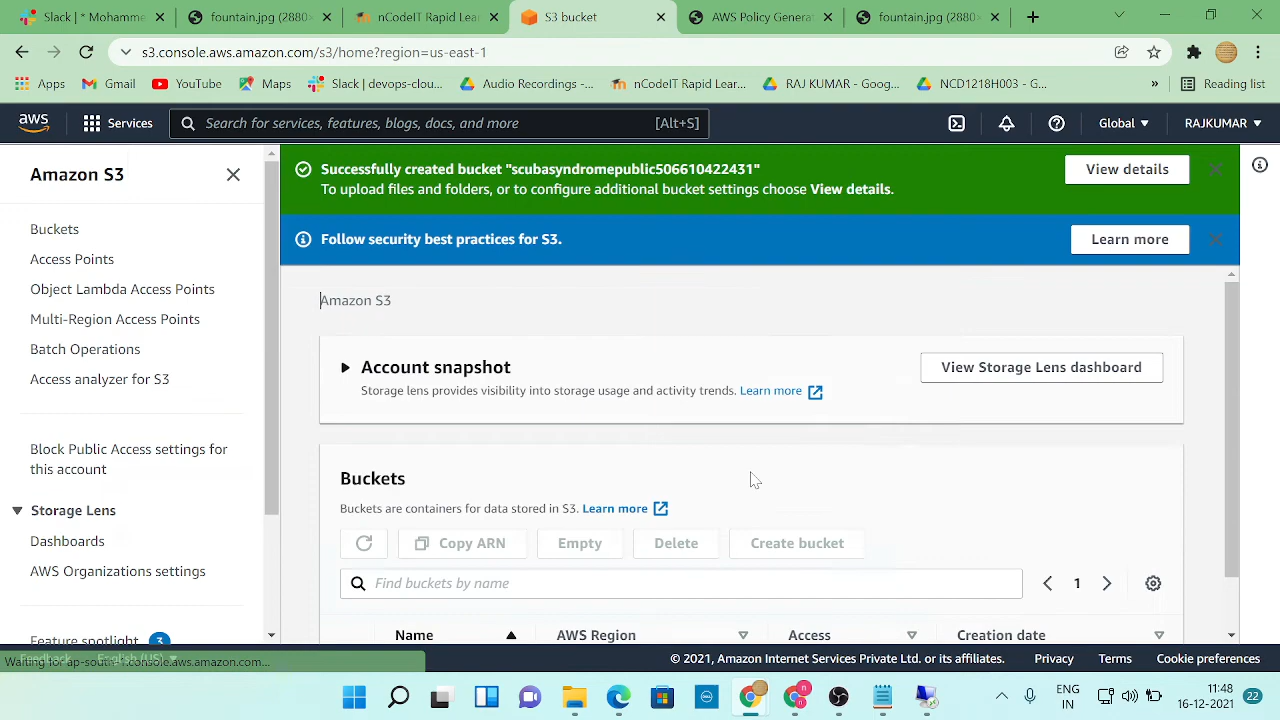 Slack | * Mohamme
fountain.jpg (2880×
nCodeIT Rapid Lear
S3 bucket
AWS Policy Generat
fountain.jpg (2880×
s3.console.aws.amazon.com/s3/home?region=us-east-1
Apps
Gmail
YouTube
Maps
Slack | devops-clou...
Audio Recordings -...
nCodeIT Rapid Lear...
RAJ KUMAR - Goog...
NCD1218H003 - G...
»
Reading list
aws
Services
Search for services, features, blogs, docs, and more
[Alt+S]
Global
RAJKUMAR
Amazon S3
Buckets
Access Points
Object Lambda Access Points
Multi-Region Access Points
Batch Operations
Access analyzer for S3
Block Public Access settings for
this account
Storage Lens
Dashboards
AWS Organizations settings
Feature spotlight 3
Successfully created bucket "scubasyndromepublic506610422431"
To upload files and folders, or to configure additional bucket settings choose View details.
View details
Follow security best practices for S3.
Learn more
Amazon S3
Account snapshot
Storage lens provides visibility into storage usage and activity trends. Learn more
View Storage Lens dashboard
Buckets
Buckets are containers for data stored in S3. Learn more
Copy ARN
Empty
Delete
Create bucket
Find buckets by name
1
Name
AWS Region
Access
Creation date
© 2021, Amazon Internet Services Private Ltd. or its affiliates.
Privacy
Terms
Cookie preferences
ENG
IN
11:48
16-12-2021
22